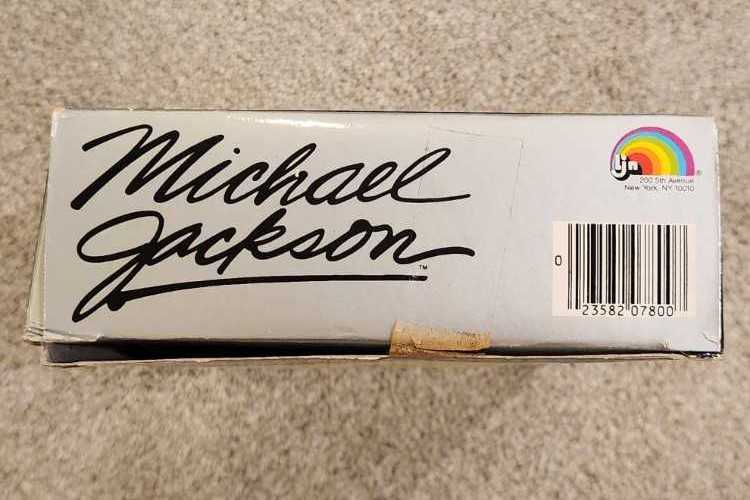 Michael
Jackson™
ljn®
200 5th Avenue
New York, NY 10010
0 23582 07800